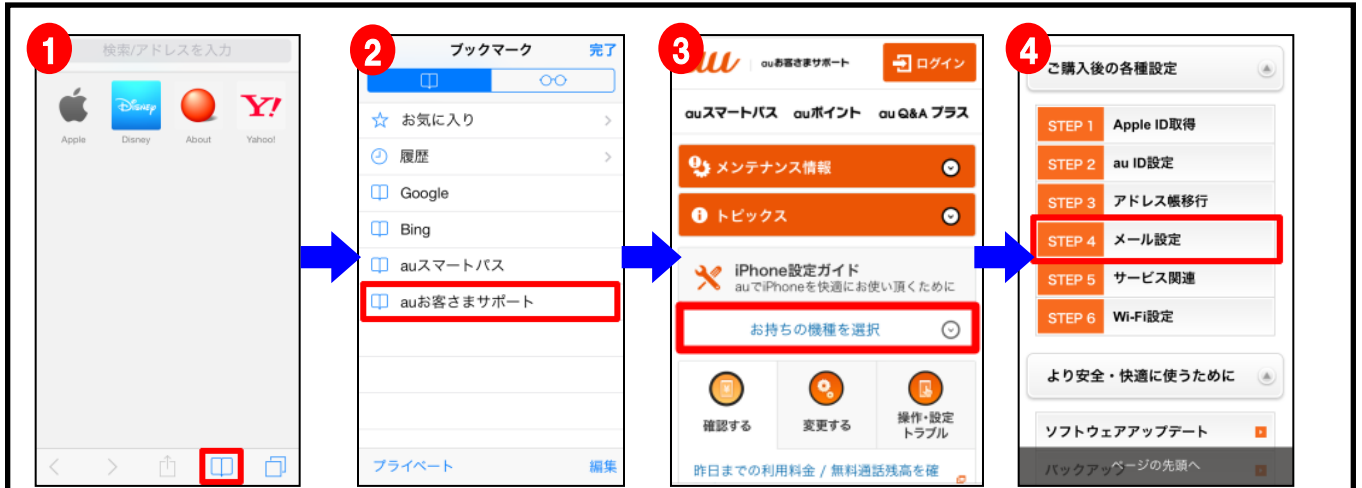 1
検索/アドレスを入力
Disney
Y!
Apple
Disney
About
Yahoo!
2
ブックマーク
完了
お気に入り
履歴
Google
Bing
auスマートパス
auお客さまサポート
プライベート
編集
3
au
auお客さまサポート
ログイン
auスマートパス auポイント au Q&A プラス
メンテナンス情報
トピックス
iPhone設定ガイド
auでiPhoneを快適にお使い頂くために
お持ちの機種を選択
確認する
変更する
操作・設定
トラブル
昨日までの利用料金 / 無料通話残高を確
4
ご購入後の各種設定
STEP 1 Apple ID取得
STEP 2 au ID設定
STEP 3 アドレス帳移行
STEP 4 メール設定
STEP 5 サービス関連
STEP 6 Wi-Fi設定
より安全・快適に使うために
ソフトウェアアップデート
バックアップ
ページの先頭へ